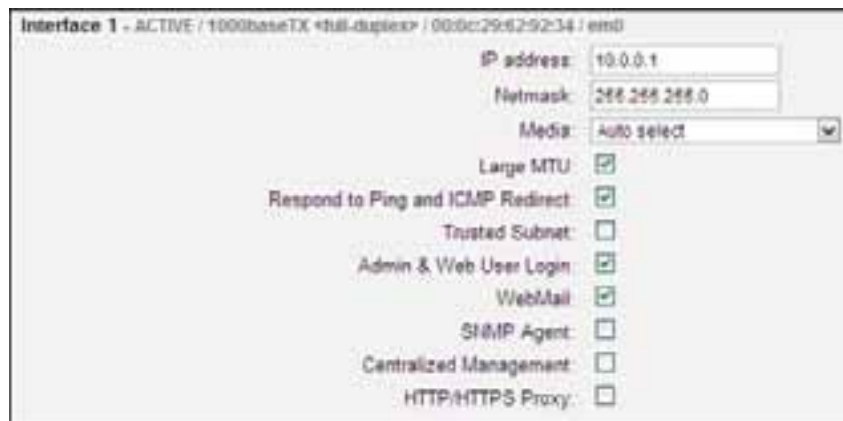 Interface 1 - ACTIVE / 1000baseTX <full-duplex> / 00:0c:29:62:92:34 / em0
IP address: 10.0.0.1
Netmask: 255.255.255.0
Media: Auto select
Large MTU:
Respond to Ping and ICMP Redirect:
Trusted Subnet:
Admin & Web User Login:
WebMail:
SNMP Agent:
Centralized Management:
HTTP/HTTPS Proxy: